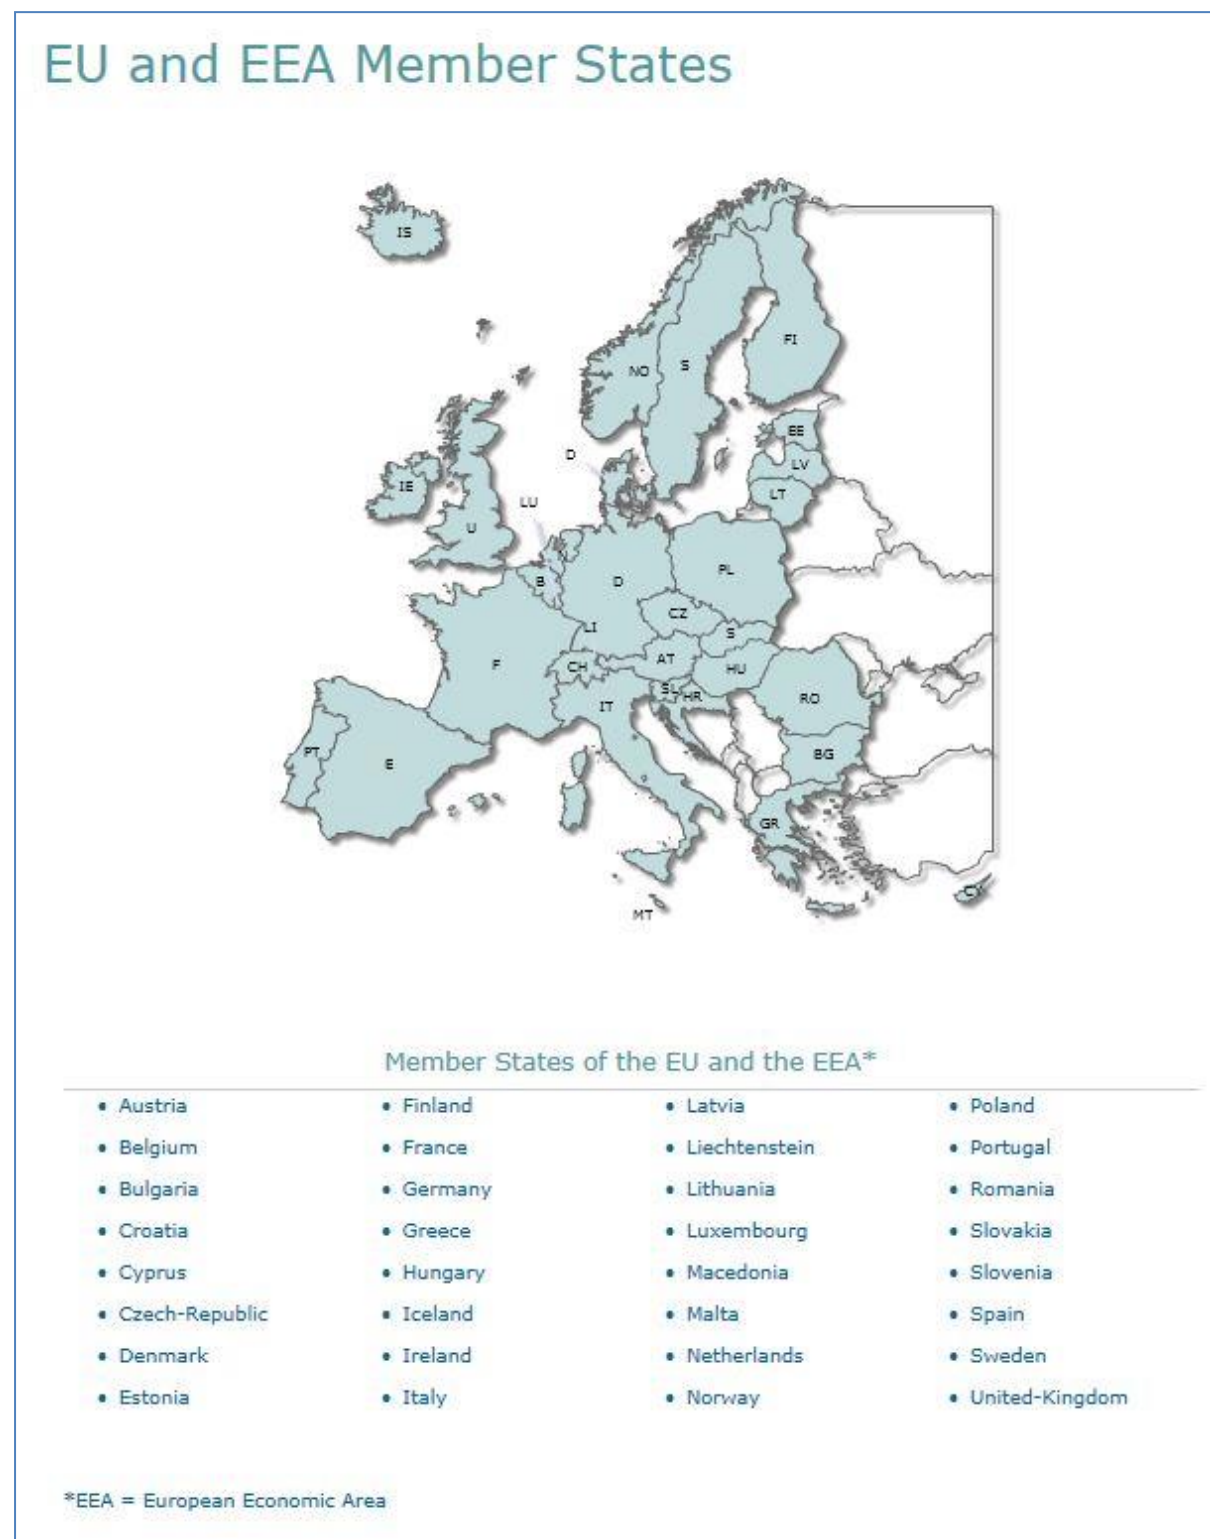 EU and EEA Member States
IS
FI
NO
S
EE
D
LV
IE
LT
LU
U
N
B
D
PL
CZ
LI
S
F
CH
AT
HU
SL
HR
IT
RO
PT
BG
E
GR
CY
MT
Member States of the EU and the EEA*
• Austria • Finland • Latvia • Poland
• Belgium • France • Liechtenstein • Portugal
• Bulgaria • Germany • Lithuania • Romania
• Croatia • Greece • Luxembourg • Slovakia
• Cyprus • Hungary • Macedonia • Slovenia
• Czech-Republic • Iceland • Malta • Spain
• Denmark • Ireland • Netherlands • Sweden
• Estonia • Italy • Norway • United-Kingdom
*EEA = European Economic Area